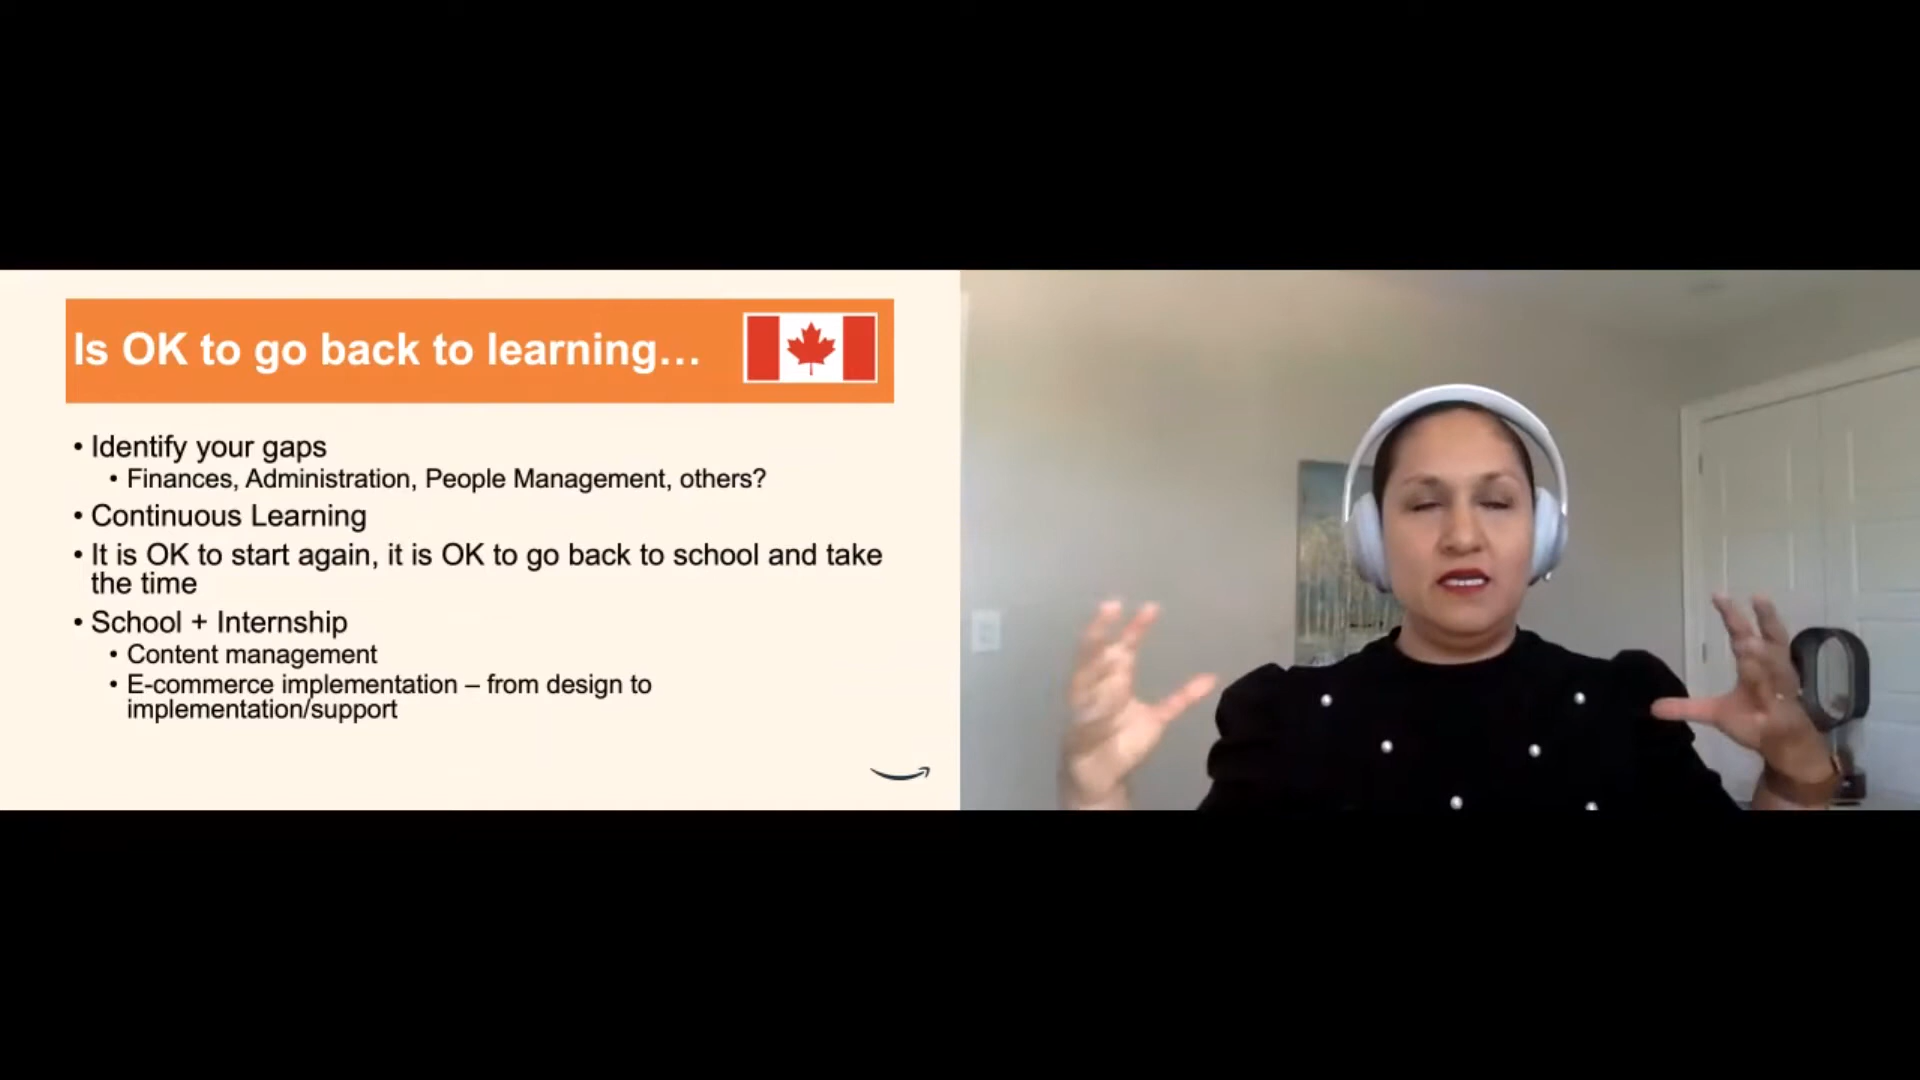 Is OK to go back to learning…
• Identify your gaps
• Finances, Administration, People Management, others?
• Continuous Learning
• It is OK to start again, it is OK to go back to school and take
the time
• School + Internship
• Content management
• E-commerce implementation – from design to
implementation/support